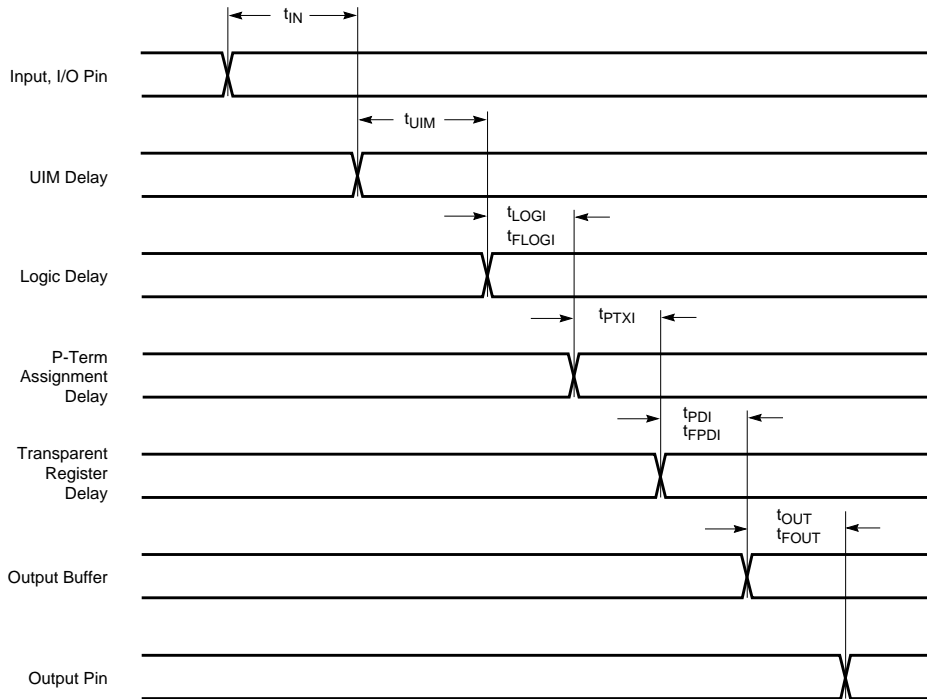 tIN
Input, I/O Pin
tUIM
UIM Delay
tLOGI
tFLOGI
Logic Delay
tPTXI
P-Term
Assignment
Delay
tPDI
tFPDI
Transparent
Register
Delay
tOUT
tFOUT
Output Buffer
Output Pin